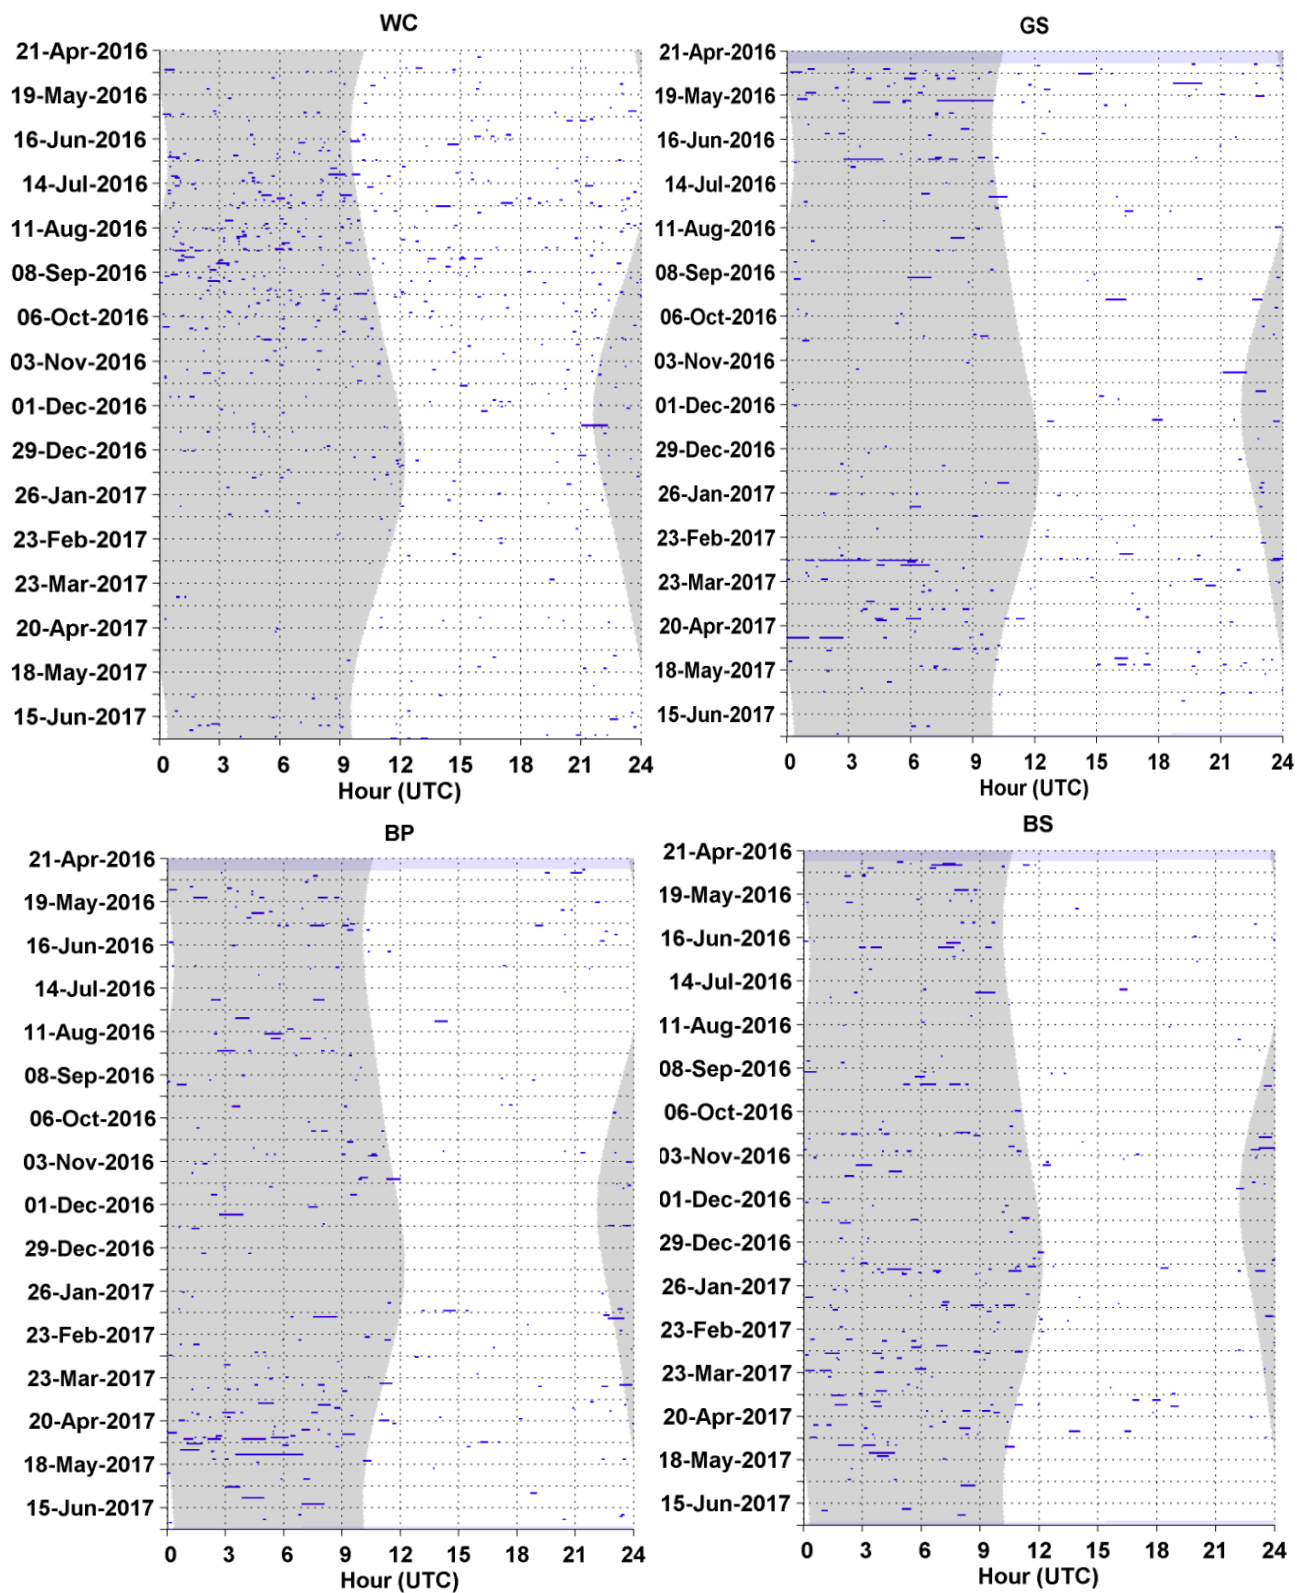 WC
21-Apr-2016
19-May-2016
16-Jun-2016
14-Jul-2016
11-Aug-2016
08-Sep-2016
06-Oct-2016
03-Nov-2016
01-Dec-2016
29-Dec-2016
26-Jan-2017
23-Feb-2017
23-Mar-2017
20-Apr-2017
18-May-2017
15-Jun-2017
0 3 6 9 12 15 18 21 24
Hour (UTC)
GS
21-Apr-2016
19-May-2016
16-Jun-2016
14-Jul-2016
11-Aug-2016
08-Sep-2016
06-Oct-2016
03-Nov-2016
01-Dec-2016
29-Dec-2016
26-Jan-2017
23-Feb-2017
23-Mar-2017
20-Apr-2017
18-May-2017
15-Jun-2017
0 3 6 9 12 15 18 21 24
Hour (UTC)
BP
21-Apr-2016
19-May-2016
16-Jun-2016
14-Jul-2016
11-Aug-2016
08-Sep-2016
06-Oct-2016
03-Nov-2016
01-Dec-2016
29-Dec-2016
26-Jan-2017
23-Feb-2017
23-Mar-2017
20-Apr-2017
18-May-2017
15-Jun-2017
0 3 6 9 12 15 18 21 24
Hour (UTC)
BS
21-Apr-2016
19-May-2016
16-Jun-2016
14-Jul-2016
11-Aug-2016
08-Sep-2016
06-Oct-2016
03-Nov-2016
01-Dec-2016
29-Dec-2016
26-Jan-2017
23-Feb-2017
23-Mar-2017
20-Apr-2017
18-May-2017
15-Jun-2017
0 3 6 9 12 15 18 21 24
Hour (UTC)